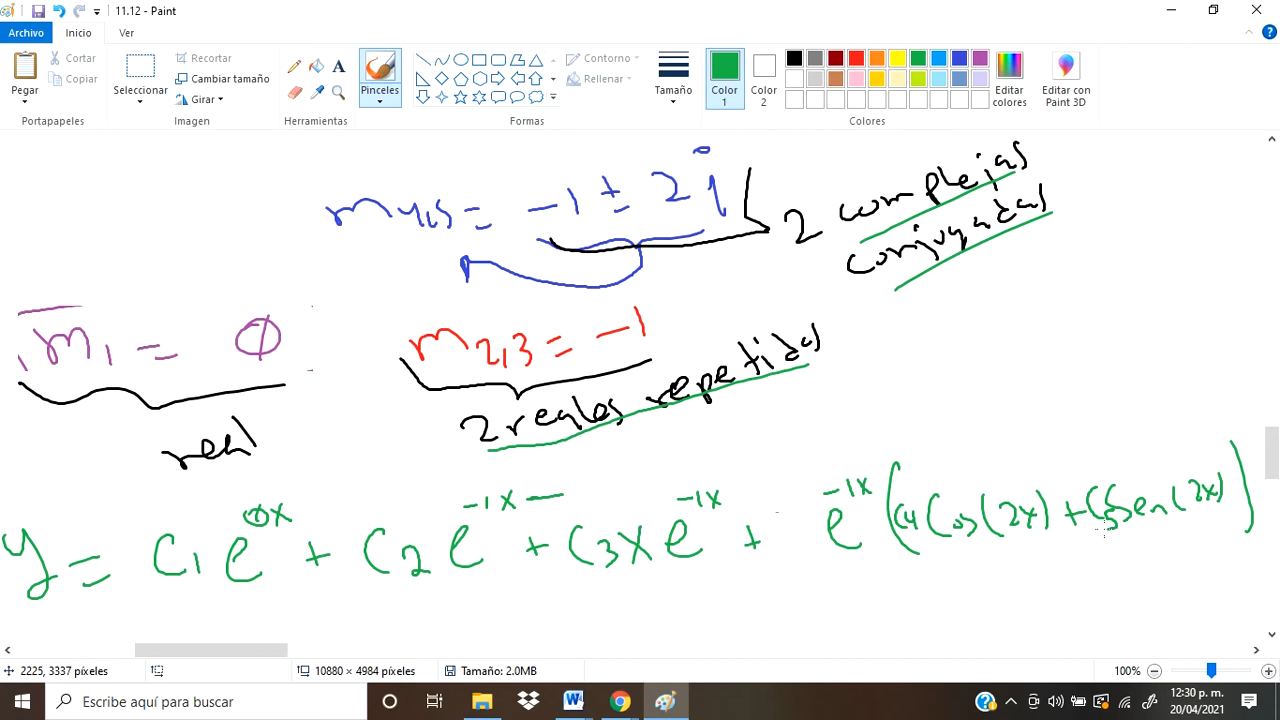 11.12 - Paint
Archivo Inicio Ver
Pegar
Cortar
Copiar
Portapapeles
Seleccionar
Recortar
Cambiar tamaño
Girar
Imagen
Herramientas
Pinceles
Contorno
Rellenar
Formas
Tamaño
Color 1
Color 2
Editar colores
Editar con Paint 3D
Colores
m4,5 = -1 ± 2i
2 complejas
conjugadas
m1 = 0
m2,3 = -1
real
2 reales repetidas
y = C1e^0x + C2e^-1x + C3xe^-1x + e^-1x (C4Cos(2x) + C5Sen(2x))
2225, 3337 píxeles
10880 × 4984 píxeles
Tamaño: 2.0MB
100%
Escribe aquí para buscar
12:30 p. m.
20/04/2021